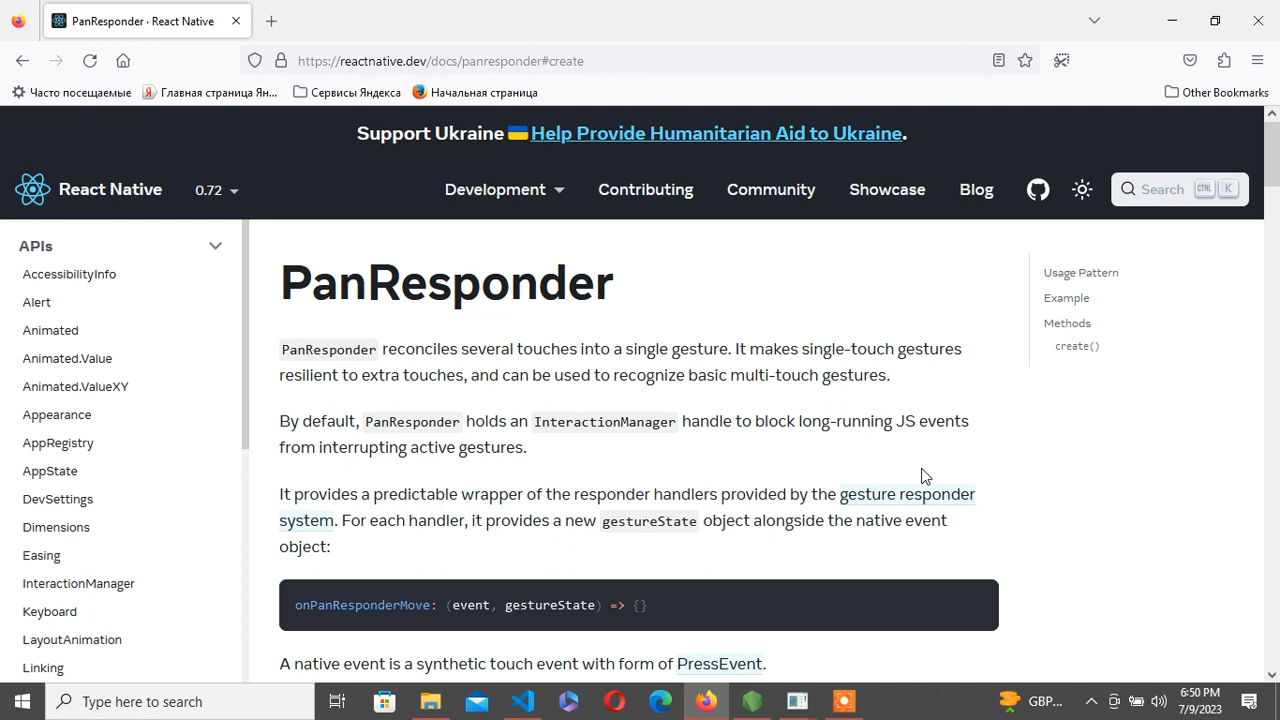 PanResponder · React Native
https://reactnative.dev/docs/panresponder#create
Часто посещаемые
Главная страница Ян...
Сервисы Яндекса
Начальная страница
Other Bookmarks
Support Ukraine 🇺🇦 Help Provide Humanitarian Aid to Ukraine.
React Native
0.72
Development
Contributing
Community
Showcase
Blog
Search CTRL K
APIs
AccessibilityInfo
Alert
Animated
Animated.Value
Animated.ValueXY
Appearance
AppRegistry
AppState
DevSettings
Dimensions
Easing
InteractionManager
Keyboard
LayoutAnimation
Linking
PanResponder
PanResponder reconciles several touches into a single gesture. It makes single-touch gestures
resilient to extra touches, and can be used to recognize basic multi-touch gestures.
By default, PanResponder holds an InteractionManager handle to block long-running JS events
from interrupting active gestures.
It provides a predictable wrapper of the responder handlers provided by the gesture responder
system. For each handler, it provides a new gestureState object alongside the native event
object:
onPanResponderMove: (event, gestureState) => {}
A native event is a synthetic touch event with form of PressEvent.
Usage Pattern
Example
Methods
create()
Type here to search
GBP...
6:50 PM
7/9/2023